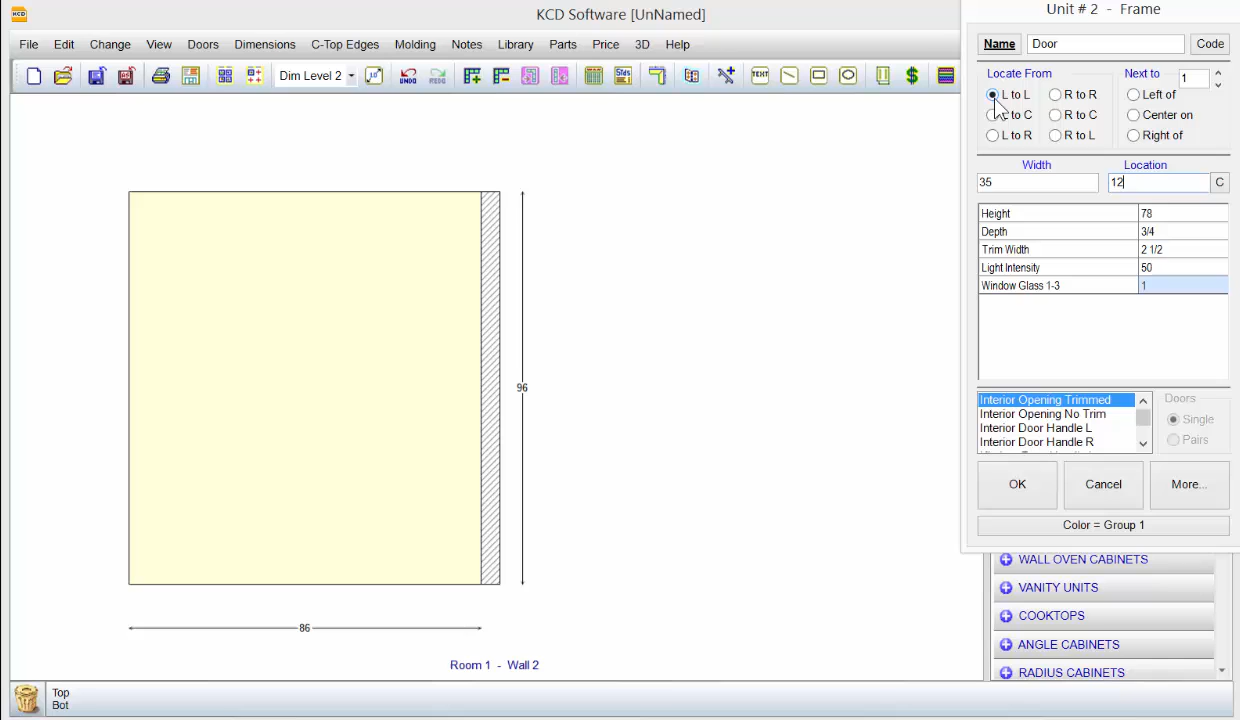 KCD
KCD Software [UnNamed]
File Edit Change View Doors Dimensions C-Top Edges Molding Notes Library Parts Price 3D Help
Dim Level 2
UNDO
REDO
Stds
TEXT
$
Unit # 2 - Frame
Name
Door
Code
Locate From
Next to
1
L to L
R to R
Left of
L to C
R to C
Center on
L to R
R to L
Right of
Width
Location
35
12
C
Height 78
Depth 3/4
Trim Width 2 1/2
Light Intensity 50
Window Glass 1-3 1
Interior Opening Trimmed
Interior Opening No Trim
Interior Door Handle L
Interior Door Handle R
Doors
Single
Pairs
OK
Cancel
More...
Color = Group 1
WALL OVEN CABINETS
VANITY UNITS
COOKTOPS
ANGLE CABINETS
RADIUS CABINETS
96
86
Room 1 - Wall 2
Top
Bot